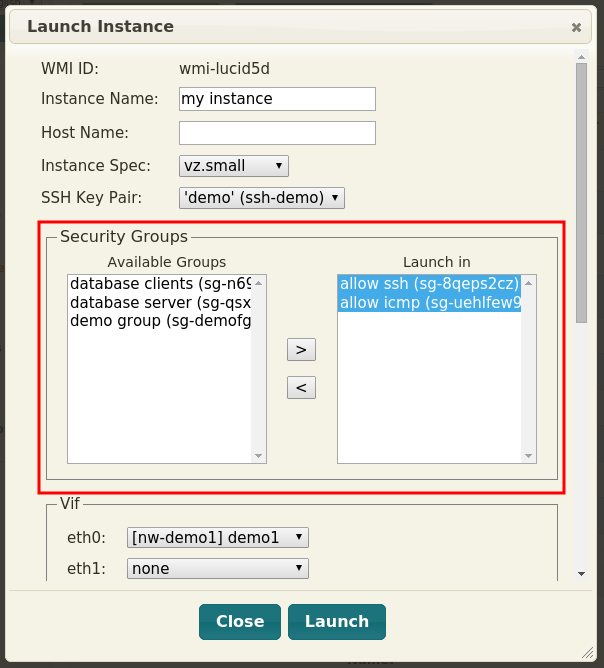 Launch Instance
WMI ID: wmi-lucid5d
Instance Name: my instance
Host Name:
Instance Spec: vz.small
SSH Key Pair: 'demo' (ssh-demo)
Security Groups
Available Groups Launch in
database clients (sg-n69 allow ssh (sg-8qeps2cz)
database server (sg-qsx allow icmp (sg-uehlfew9
demo group (sg-demofg
>
<
Vif
eth0: [nw-demo1] demo1
eth1: none
Close Launch